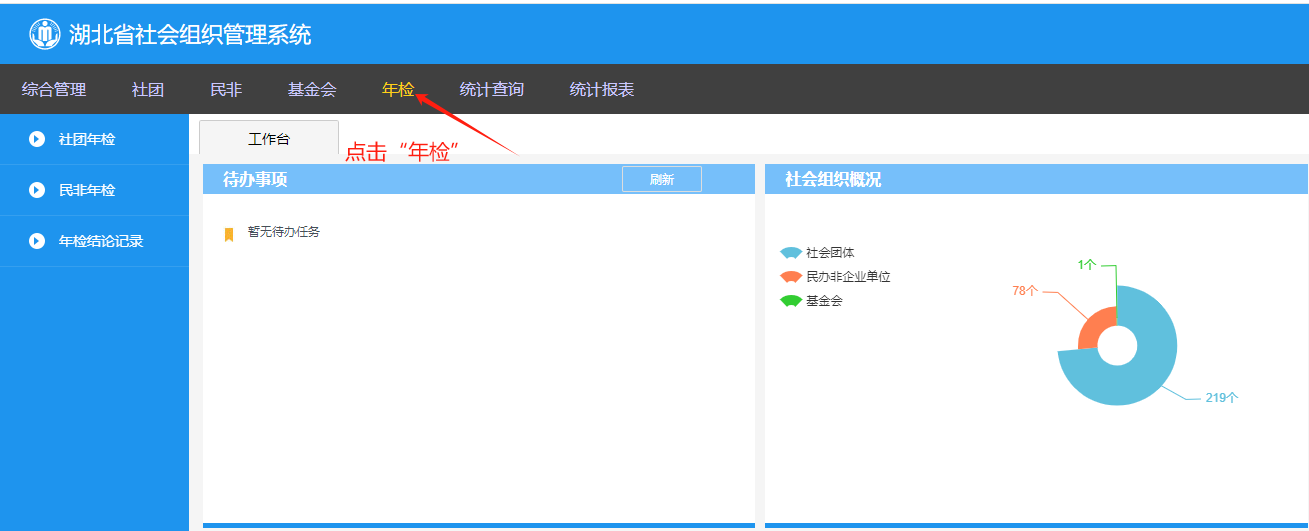 湖北省社会组织管理系统
综合管理 社团 民非 基金会 年检 统计查询 统计报表
社团年检
民非年检
年检结论记录
工作台
点击“年检”
待办事项 刷新
暂无待办任务
社会组织概况
社会团体
民办非企业单位
基金会
1个
78个
219个